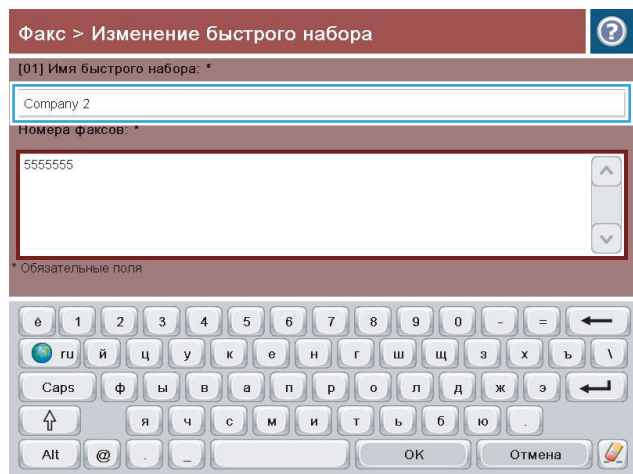 Факс > Изменение быстрого набора
[01] Имя быстрого набора: *
Company 2
Номера факсов: *
5555555
* Обязательные поля
ё 1 2 3 4 5 6 7 8 9 0 - =
ru й ц у к е н г ш щ з х ъ \
Caps ф ы в а п р о л д ж э
я ч с м и т ь б ю .
Alt @ . _ OK Отмена